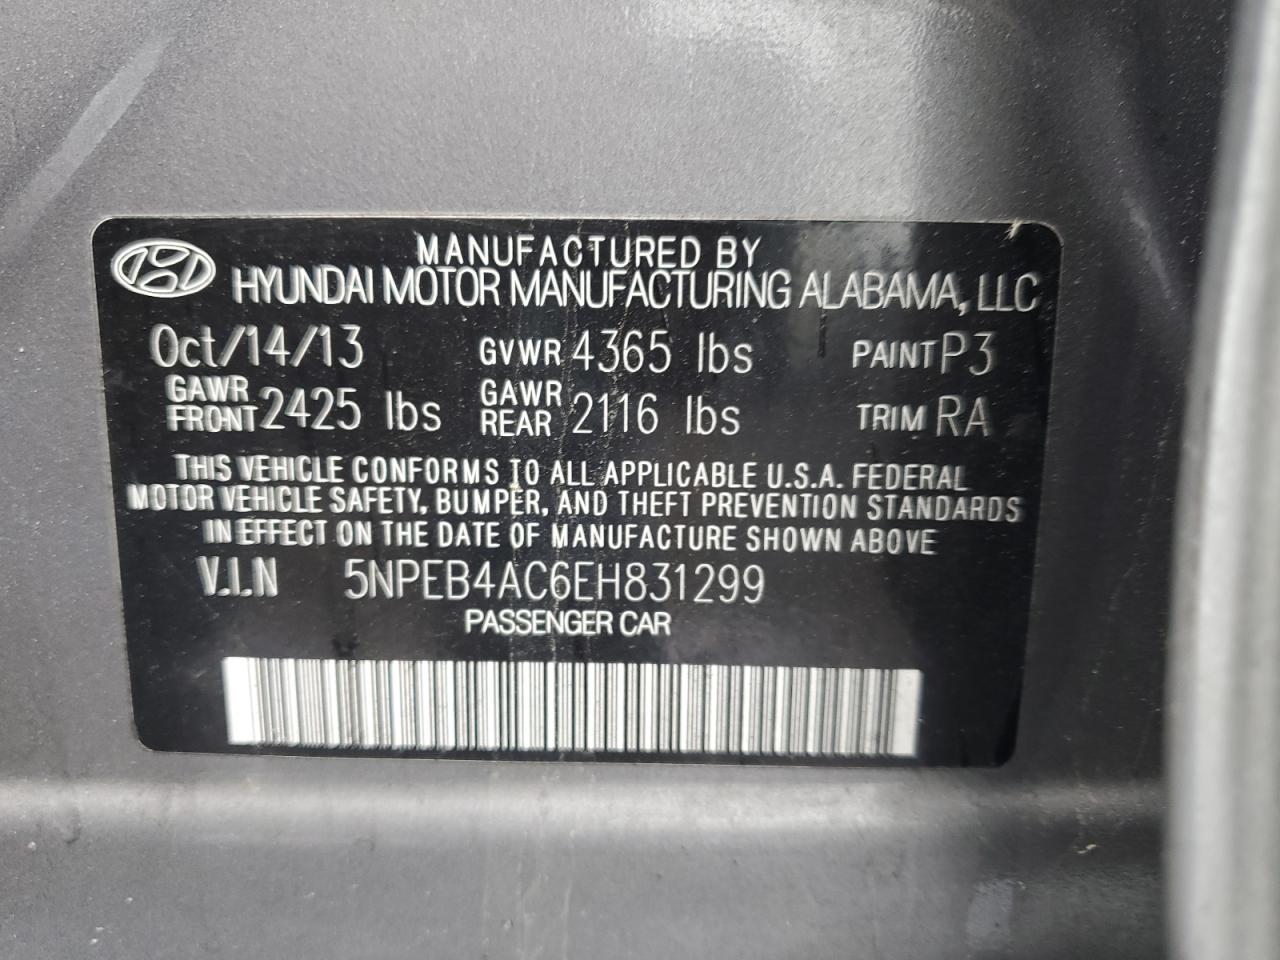 MANUFACTURED BY
HYUNDAI MOTOR MANUFACTURING ALABAMA, LLC
Oct/14/13 GVWR 4365 lbs PAINT P3
GAWR FRONT 2425 lbs GAWR REAR 2116 lbs TRIM RA
THIS VEHICLE CONFORMS TO ALL APPLICABLE U.S.A. FEDERAL
MOTOR VEHICLE SAFETY, BUMPER, AND THEFT PREVENTION STANDARDS
IN EFFECT ON THE DATE OF MANUFACTURE SHOWN ABOVE
V.I.N 5NPEB4AC6EH831299
PASSENGER CAR